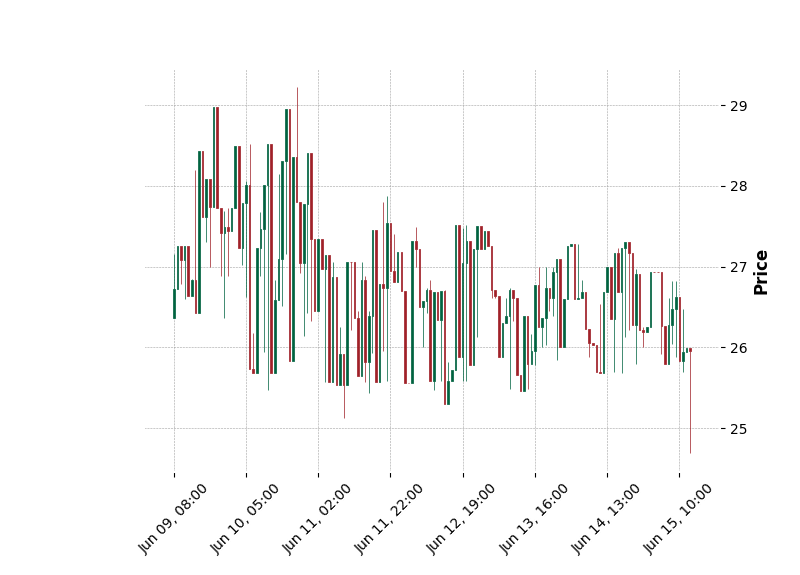 29
28
27
26
25
Price
Jun 09, 08:00
Jun 10, 05:00
Jun 11, 02:00
Jun 11, 22:00
Jun 12, 19:00
Jun 13, 16:00
Jun 14, 13:00
Jun 15, 10:00